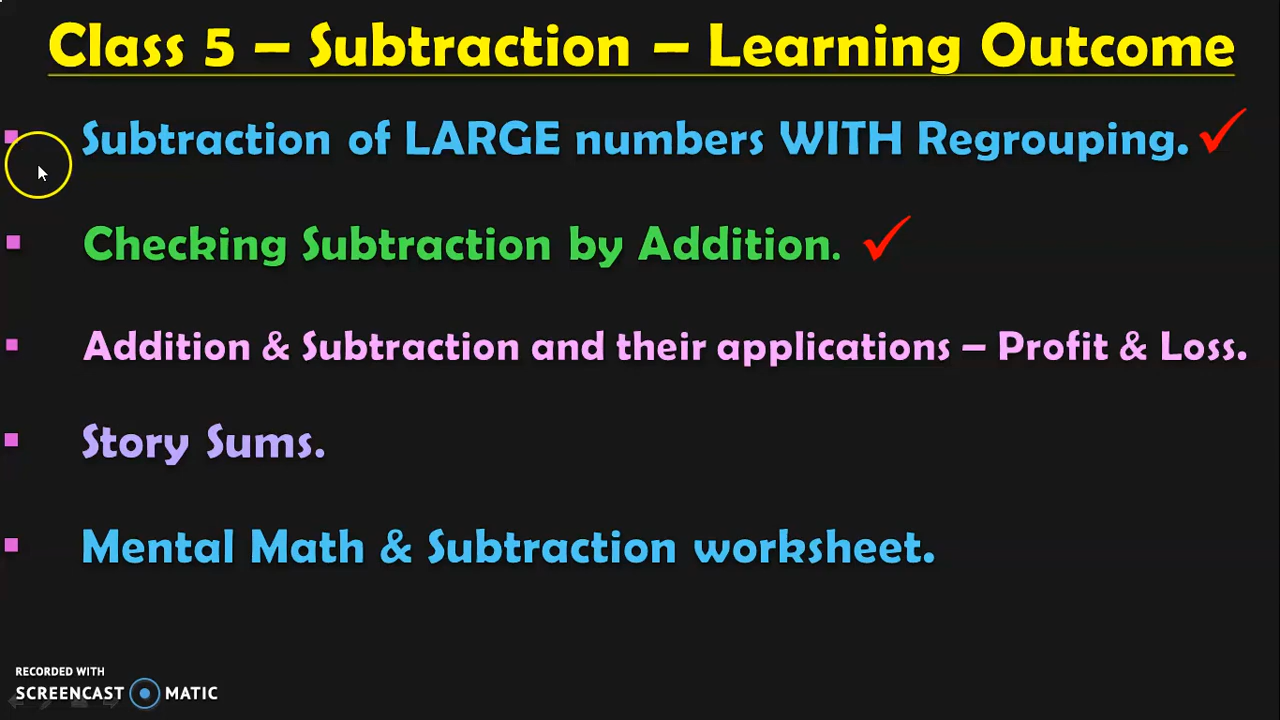 Class 5 – Subtraction – Learning Outcome
Subtraction of LARGE numbers WITH Regrouping.
Checking Subtraction by Addition.
Addition & Subtraction and their applications – Profit & Loss.
Story Sums.
Mental Math & Subtraction worksheet.
RECORDED WITH
SCREENCAST MATIC